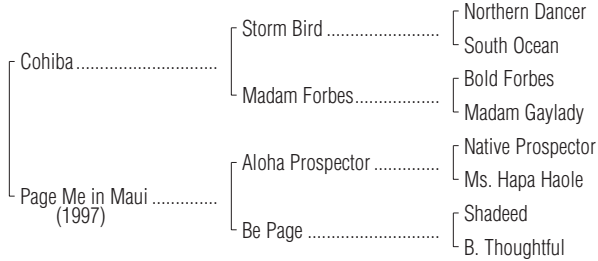 Northern Dancer
Storm Bird ....................
South Ocean
Cohiba.........................
Bold Forbes
Madam Forbes...............
Madam Gaylady
Native Prospector
Aloha Prospector ............
Ms. Hapa Haole
Page Me in Maui ............
(1997)
Shadeed
Be Page .......................
B. Thoughtful